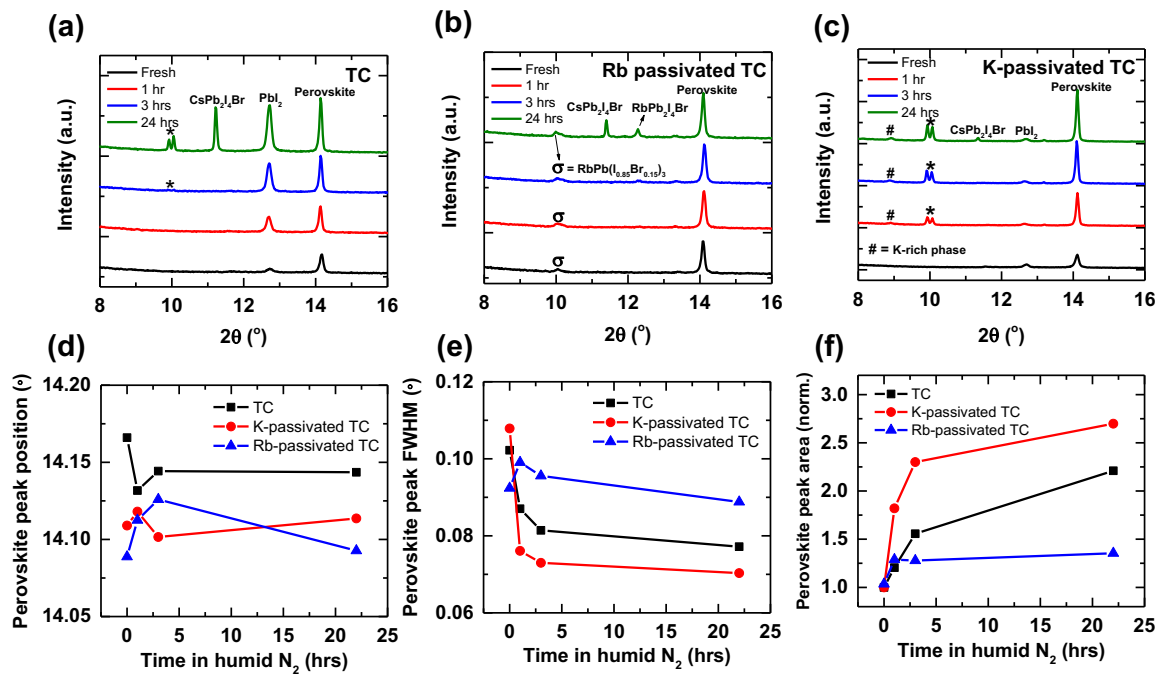 (a)
Intensity (a.u.)
Fresh
1 hr
3 hrs
24 hrs
TC
CsPb2I4Br
PbI2
Perovskite
*
*
8 10 12 14 16
2θ (o)
(b)
Intensity (a.u.)
Fresh
1 hr
3 hrs
24 hrs
Rb passivated TC
Perovskite
CsPb2I4Br
RbPb2I4Br
σ = RbPb(I0.85Br0.15)3
σ
σ
8 10 12 14 16
2θ (o)
(c)
Intensity (a.u.)
Fresh
1 hr
3 hrs
24 hrs
K-passivated TC
Perovskite
# * CsPb2I4Br PbI2
# *
# *
# = K-rich phase
8 10 12 14 16
2θ (o)
(d)
Perovskite peak position (o)
14.20
14.15
14.10
14.05
TC
K-passivated TC
Rb-passivated TC
0 5 10 15 20 25
Time in humid N2 (hrs)
(e)
Perovskite peak FWHM (o)
0.12
0.10
0.08
0.06
TC
K-passivated TC
Rb-passivated TC
0 5 10 15 20 25
Time in humid N2 (hrs)
(f)
Perovskite peak area (norm.)
3.0
2.5
2.0
1.5
1.0
TC
K-passivated TC
Rb-passivated TC
0 5 10 15 20 25
Time in humid N2 (hrs)